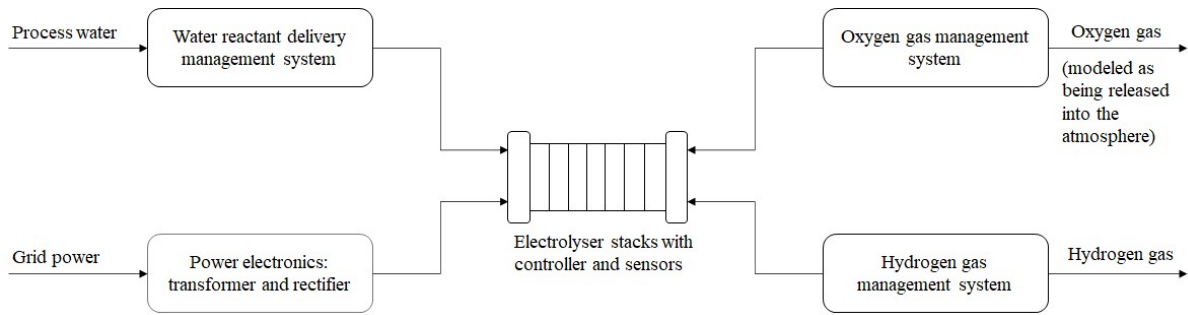 Process water
Water reactant delivery
management system
Oxygen gas management
system
Oxygen gas
(modeled as
being released
into the
atmosphere)
Electrolyser stacks with
controller and sensors
Grid power
Power electronics:
transformer and rectifier
Hydrogen gas
management system
Hydrogen gas